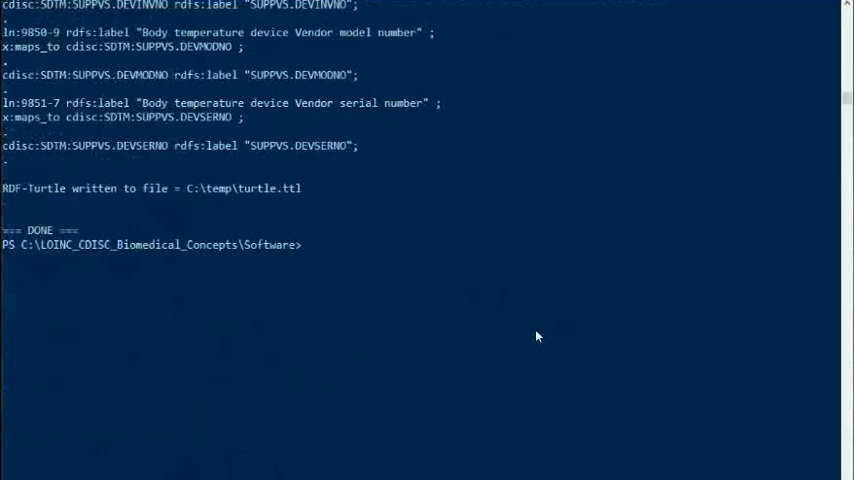 cdisc:SDTM:SUPPVS.DEVINVNO rdfs:label "SUPPVS.DEVINVNO";
.
ln:9850-9 rdfs:label "Body temperature device Vendor model number" ;
x:maps_to cdisc:SDTM:SUPPVS.DEVMODNO ;
.
cdisc:SDTM:SUPPVS.DEVMODNO rdfs:label "SUPPVS.DEVMODNO";
.
ln:9851-7 rdfs:label "Body temperature device Vendor serial number" ;
x:maps_to cdisc:SDTM:SUPPVS.DEVSERNO ;
.
cdisc:SDTM:SUPPVS.DEVSERNO rdfs:label "SUPPVS.DEVSERNO";
.
RDF-Turtle written to file = C:\temp\turtle.ttl
=== DONE ===
PS C:\LOINC_CDISC_Biomedical_Concepts\Software>